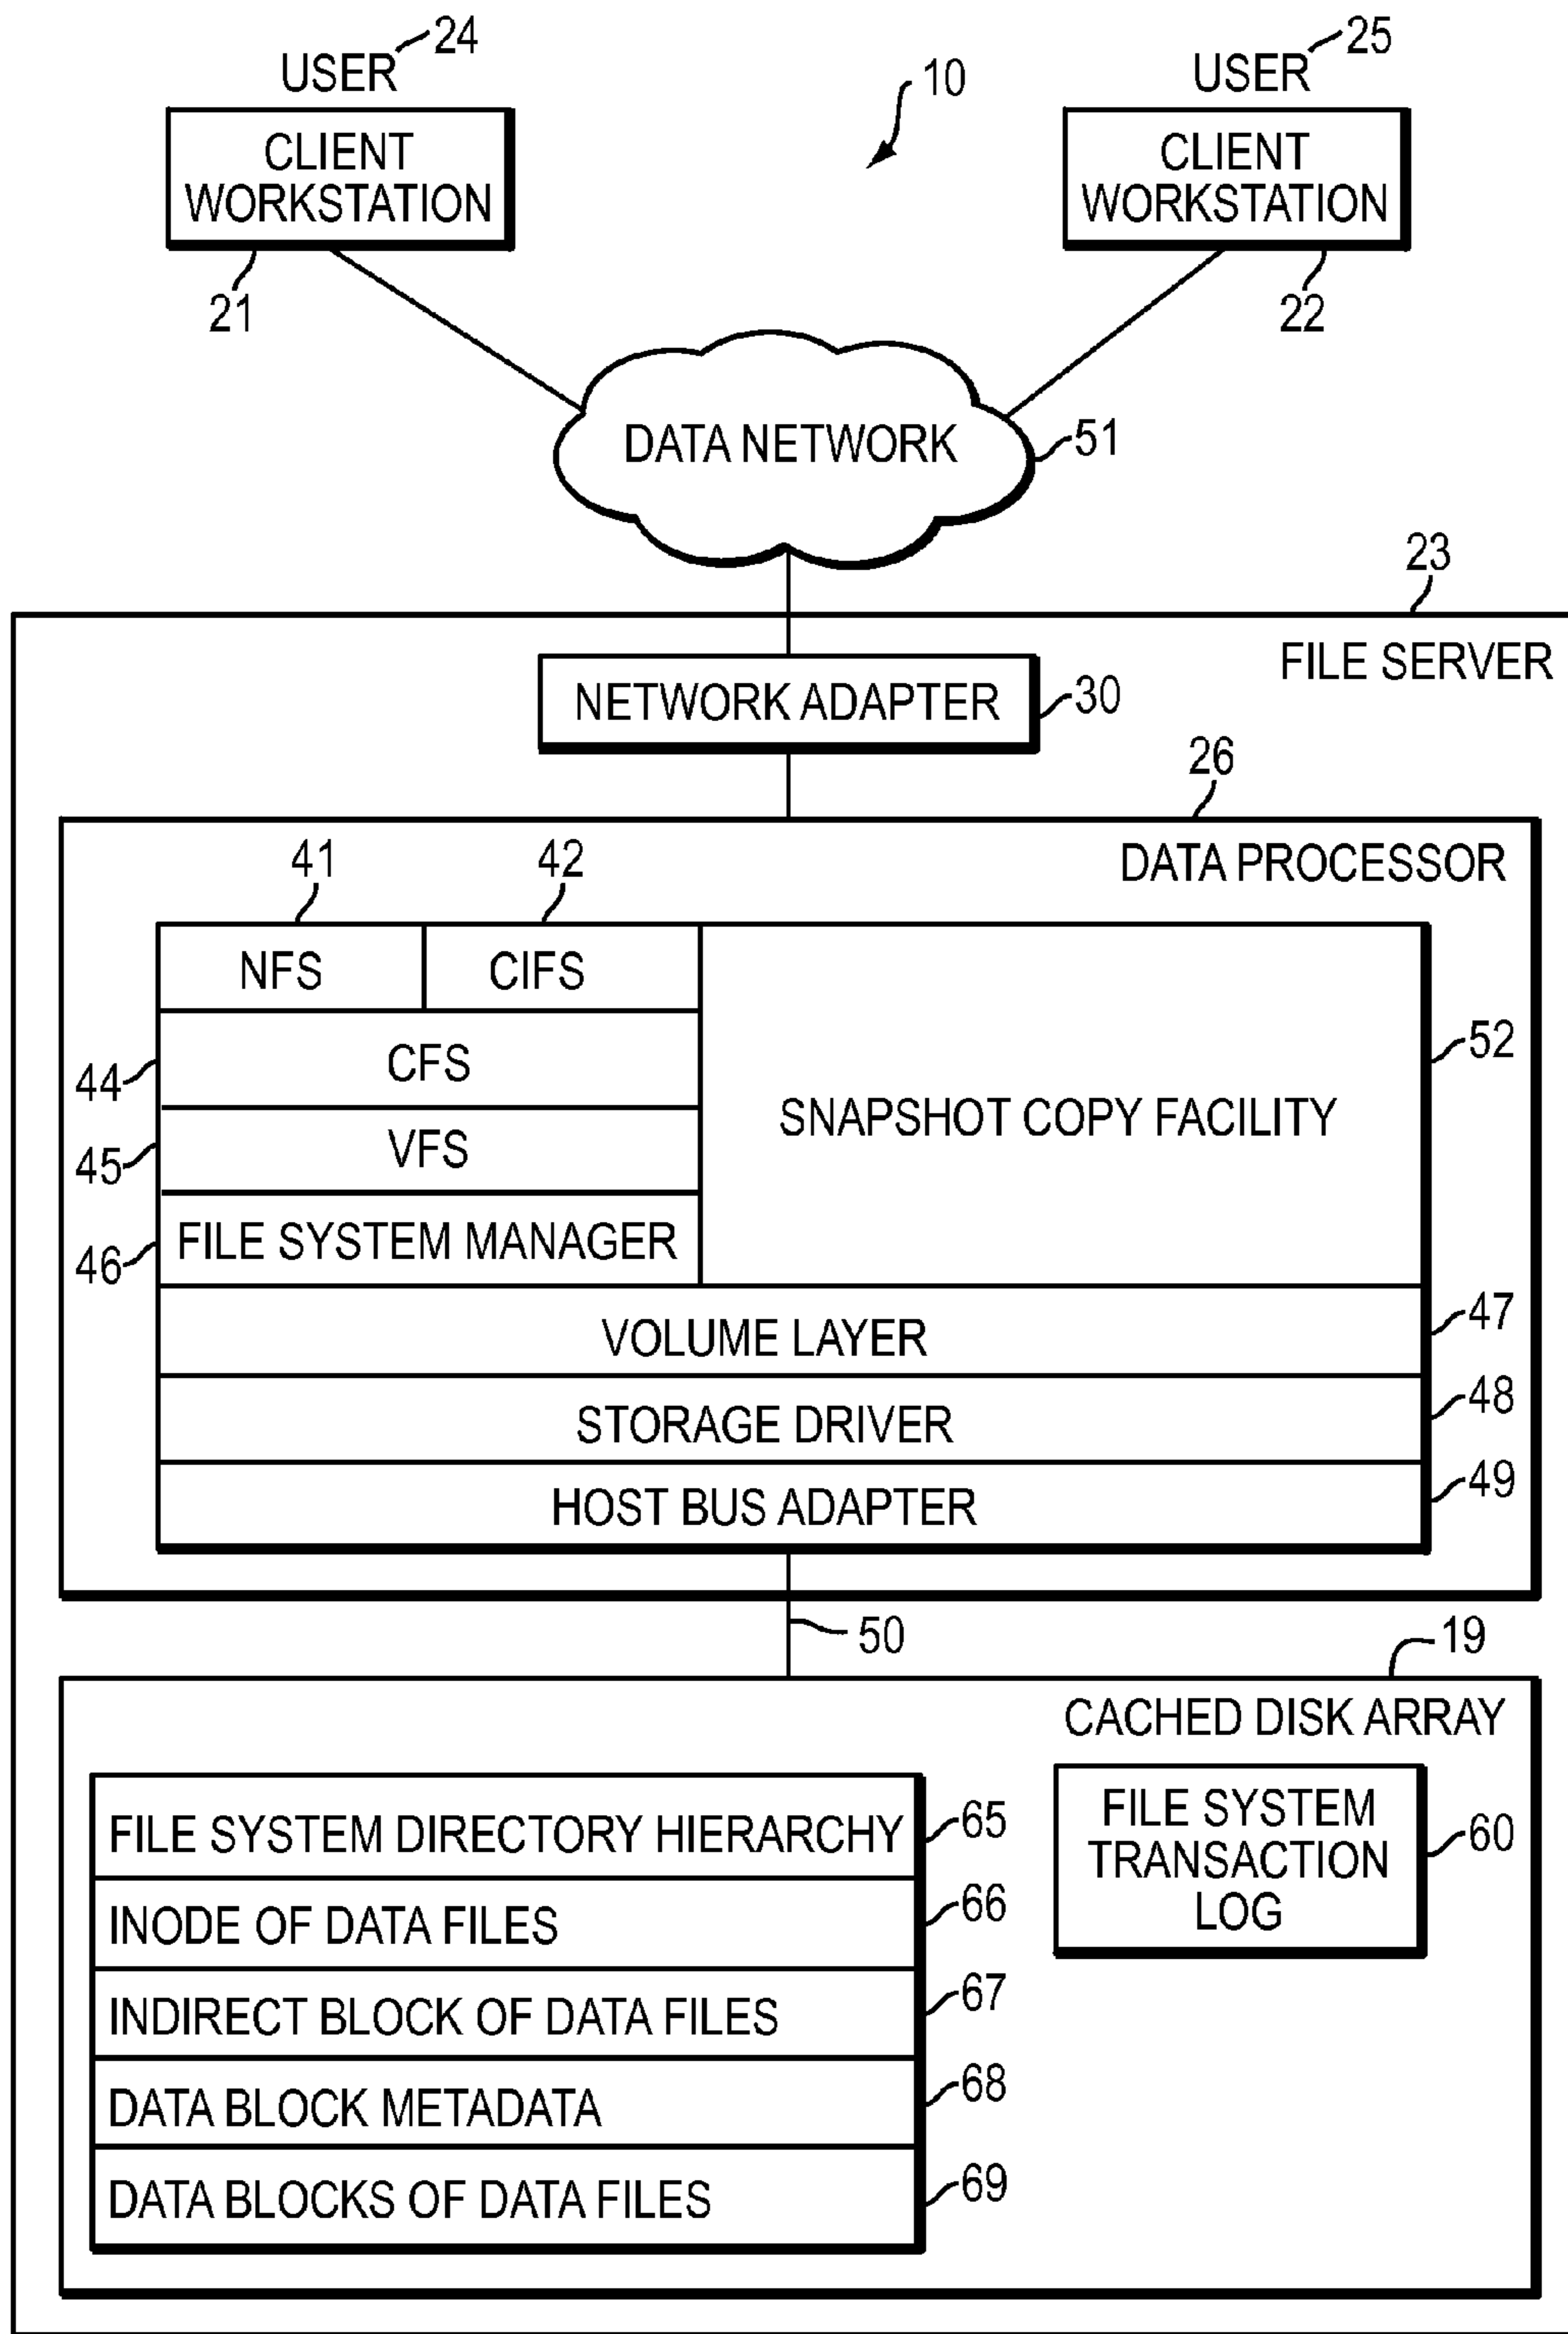 24
USER
25
USER
10
CLIENT
WORKSTATION
CLIENT
WORKSTATION
21
22
DATA NETWORK
51
23
FILE SERVER
NETWORK ADAPTER
30
26
DATA PROCESSOR
41
42
NFS
CIFS
44
CFS
52
SNAPSHOT COPY FACILITY
45
VFS
46
FILE SYSTEM MANAGER
47
VOLUME LAYER
48
STORAGE DRIVER
49
HOST BUS ADAPTER
50
19
CACHED DISK ARRAY
FILE SYSTEM DIRECTORY HIERARCHY
65
INODE OF DATA FILES
66
INDIRECT BLOCK OF DATA FILES
67
DATA BLOCK METADATA
68
DATA BLOCKS OF DATA FILES
69
FILE SYSTEM
TRANSACTION
LOG
60